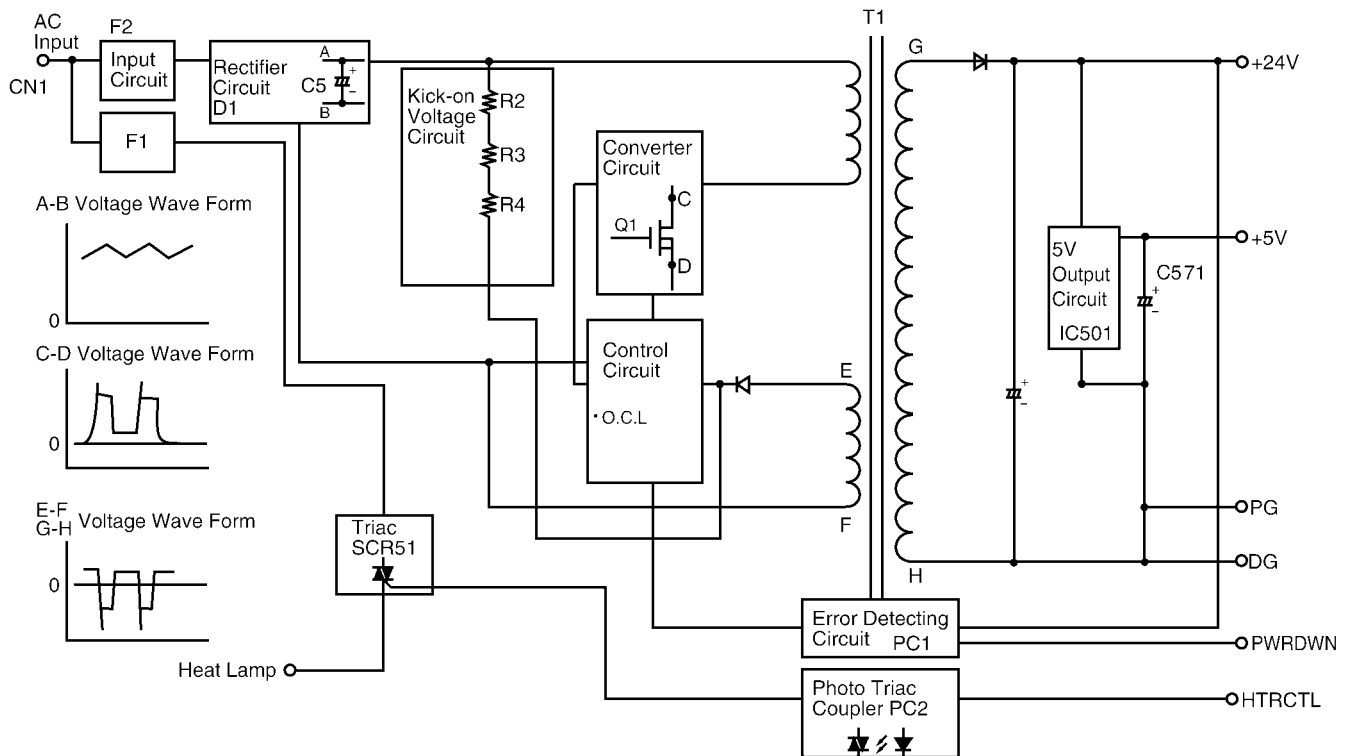 T1
AC
Input
F2
CN1
Input
Circuit
Rectifier
Circuit
D1
A
C5
+
-
B
F1
Kick-on
Voltage
Circuit
R2
R3
R4
Converter
Circuit
C
Q1
D
Control
Circuit
· O.C.L
E
F
G
H
+24V
5V
Output
Circuit
IC501
+5V
C571
+
-
+
-
PG
DG
A-B Voltage Wave Form
0
C-D Voltage Wave Form
0
E-F
G-H Voltage Wave Form
0
Triac
SCR51
Heat Lamp
Error Detecting
Circuit PC1
PWRDWN
Photo Triac
Coupler PC2
HTRCTL